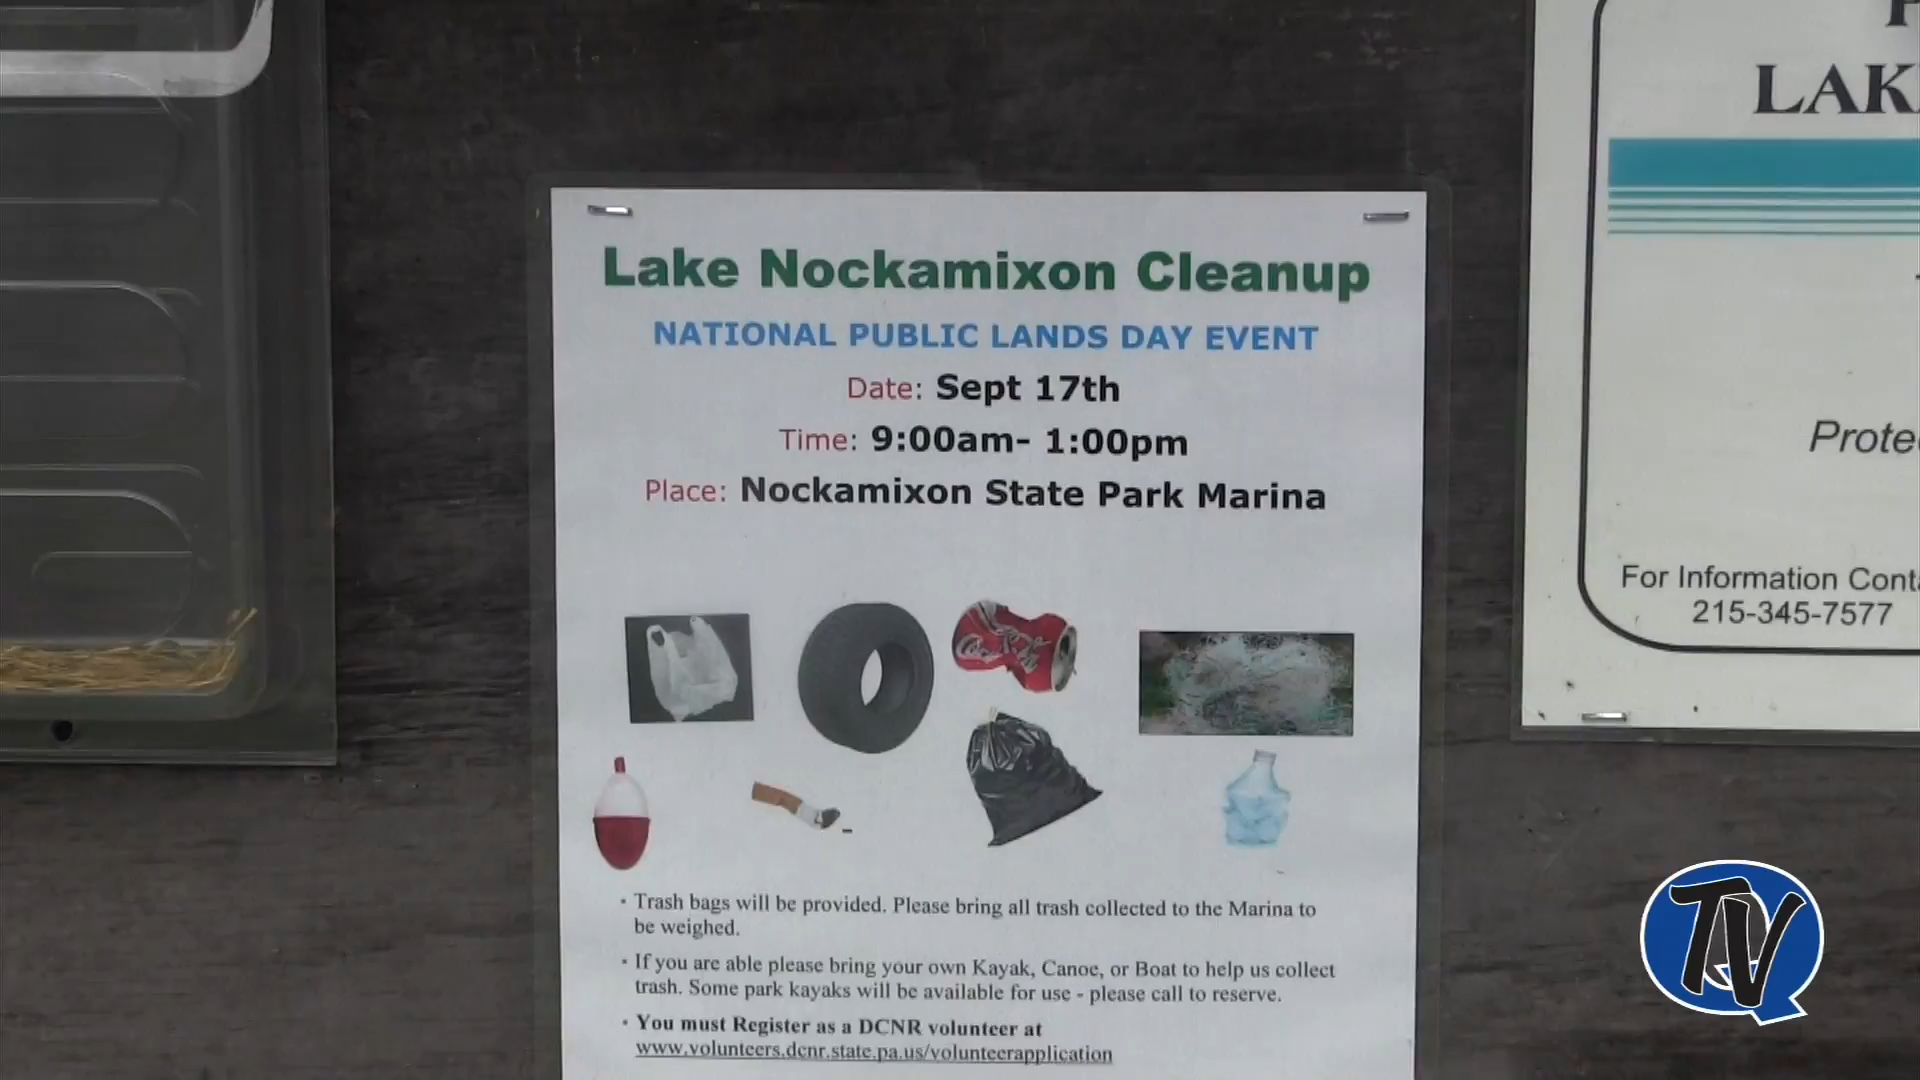 Lake Nockamixon Cleanup
NATIONAL PUBLIC LANDS DAY EVENT
Date: Sept 17th
Time: 9:00am- 1:00pm
Place: Nockamixon State Park Marina
• Trash bags will be provided. Please bring all trash collected to the Marina to
be weighed.
• If you are able please bring your own Kayak, Canoe, or Boat to help us collect
trash. Some park kayaks will be available for use - please call to reserve.
• You must Register as a DCNR volunteer at
www.volunteers.dcnr.state.pa.us/volunteerapplication
LAK
Prote
For Information Cont
215-345-7577
TVQ